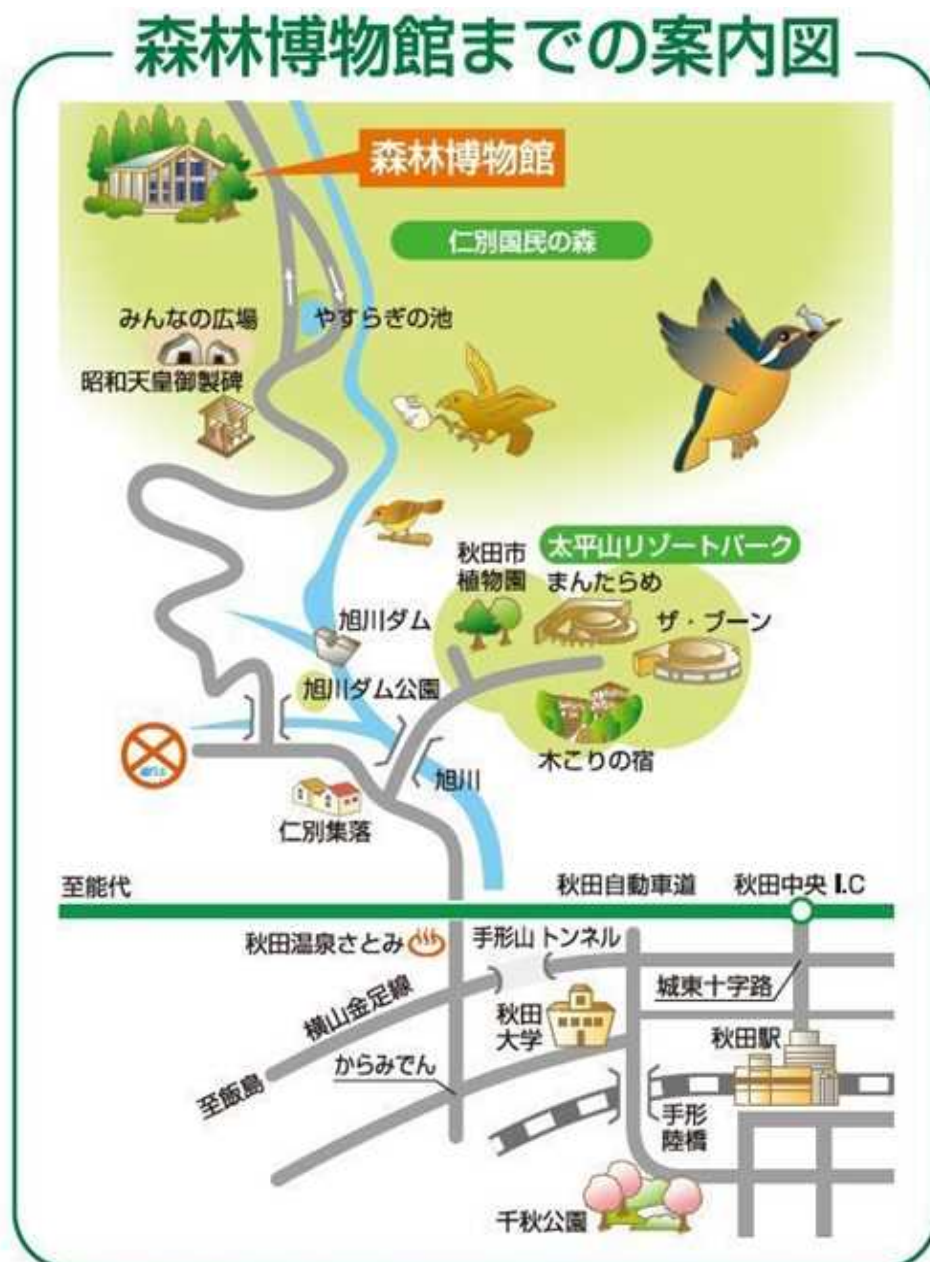 森林博物館までの案内図
森林博物館
仁別国民の森
みんなの広場
やすらぎの池
昭和天皇御製碑
太平山リゾートパーク
秋田市
植物園
まんたらめ
ザ・ブーン
旭川ダム
旭川ダム公園
木こりの宿
旭川
仁別集落
至能代
秋田自動車道
秋田中央I.C
秋田温泉さとみ
手形山トンネル
城東十字路
横山金足線
秋田
大学
秋田駅
からみでん
至飯島
手形
陸橋
千秋公園